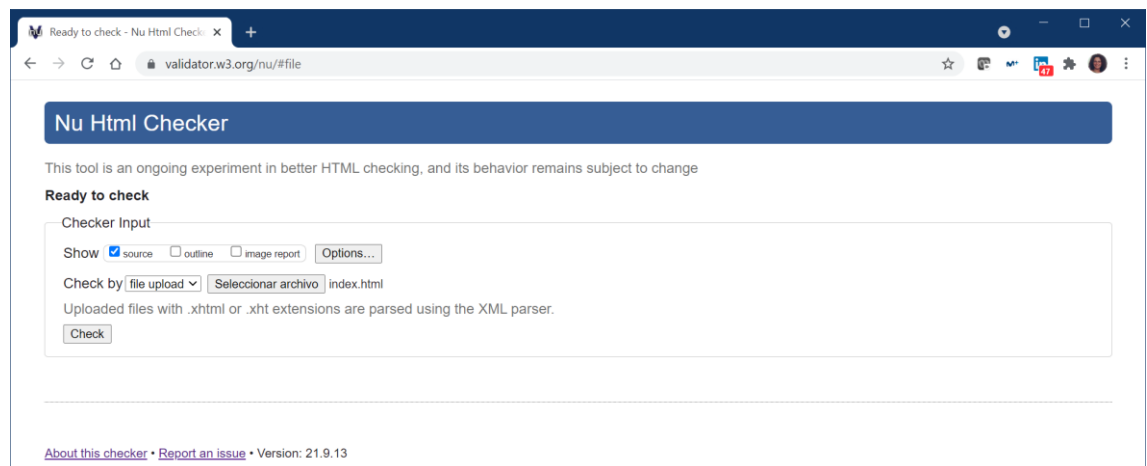 Ready to check - Nu Html Check
validator.w3.org/nu/#file
M+
47
Nu Html Checker
This tool is an ongoing experiment in better HTML checking, and its behavior remains subject to change
Ready to check
Checker Input
Show source outline image report Options...
Check by file upload Seleccionar archivo index.html
Uploaded files with .xhtml or .xht extensions are parsed using the XML parser.
Check
About this checker • Report an issue • Version: 21.9.13